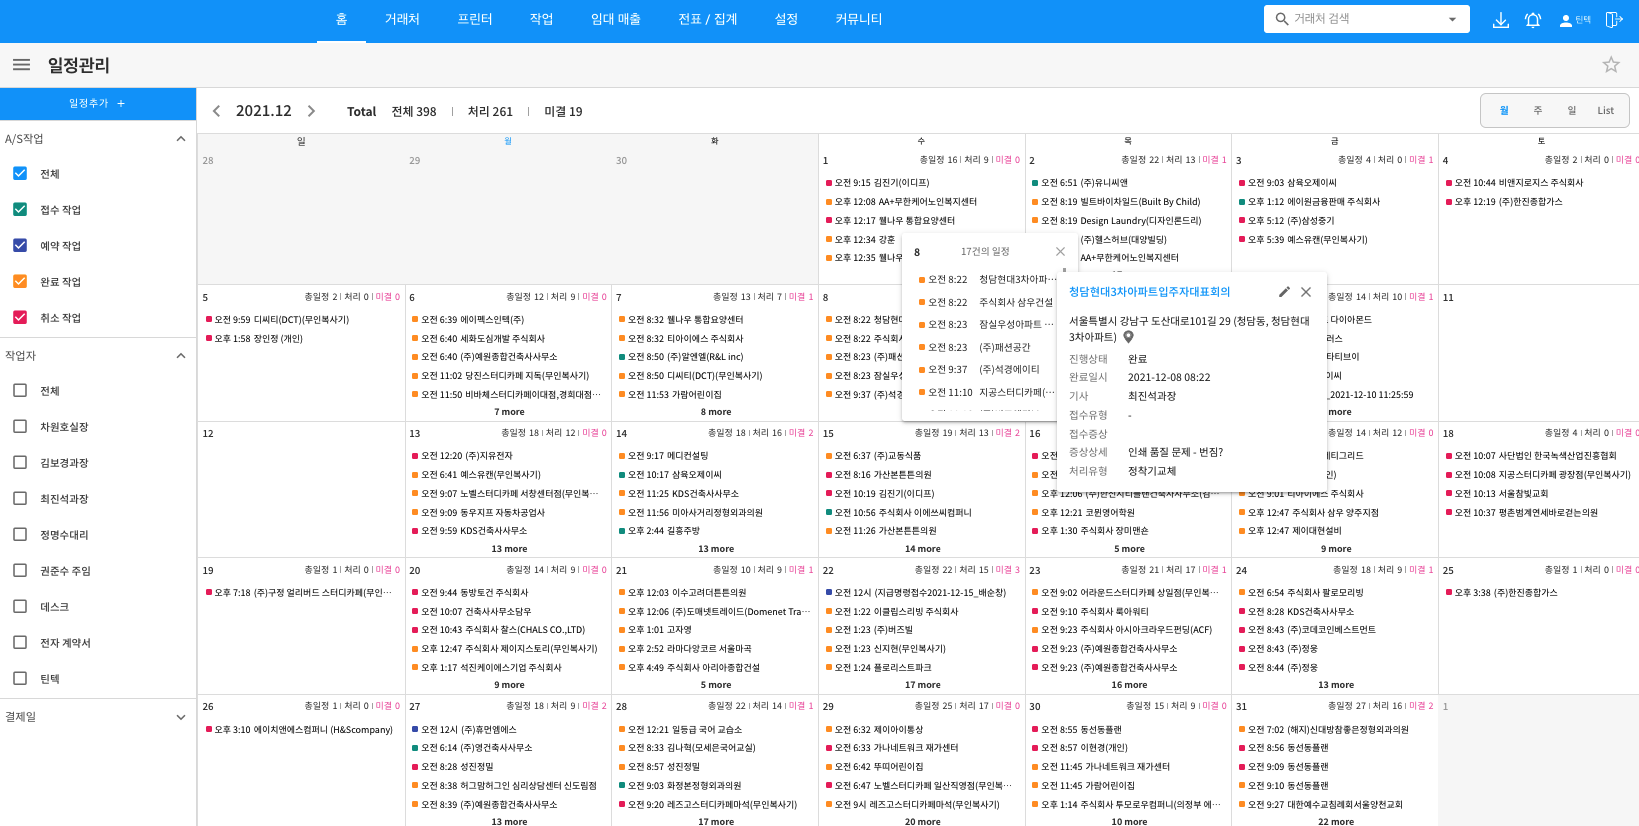 홈 거래처 프린터 작업 임대 매출 전표 / 집계 설정 커뮤니티 거래처 검색 틴텍
일정관리
일정추가 +
A/S작업
전체
접수 작업
예약 작업
완료 작업
취소 작업
작업자
전체
차원호실장
김보경과장
최진석과장
정명수대리
권준수 주임
데스크
전자 계약서
틴텍
결제일
2021.12 Total 전체 398 처리 261 미결 19
월 주 일 List
일 월 화 수 목 금 토
28
29
30
1 총일정 16 처리 9 미결 0
오전 9:15 김진기(이디프)
오후 12:08 AA+무한케어노인복지센터
오후 12:17 웰나우 통합요양센터
오후 12:34 강훈
오후 12:35 웰나우
2 총일정 22 처리 13 미결 1
오전 6:51 (주)유니씨앤
오전 8:19 빌트바이차일드(Built By Child)
오전 8:19 Design Laundry(디자인론드리)
(주)헬스허브(대양빌딩)
AA+무한케어노인복지센터
3 총일정 4 처리 0 미결 1
오전 9:03 삼육오제이씨
오후 1:12 에이원금융판매 주식회사
오후 5:12 (주)삼성중기
오후 5:39 예스유캔(무인복사기)
4 총일정 2 처리 0 미결 0
오전 10:44 비앤지로지스 주식회사
오후 12:19 (주)한진종합가스
5 총일정 2 처리 0 미결 0
오전 9:59 디씨티(DCT)(무인복사기)
오후 1:58 장인정 (개인)
6 총일정 12 처리 9 미결 0
오전 6:39 에이펙스인텍(주)
오전 6:40 세화도심개발 주식회사
오전 6:40 (주)예원종합건축사사무소
오전 11:02 당진스터디카페 지독(무인복사기)
오전 11:50 비바체스터디카페이대점,경희대점…
7 more
7 총일정 13 처리 7 미결 1
오전 8:32 웰나우 통합요양센터
오전 8:32 티아이에스 주식회사
오전 8:50 (주)알엔엘(R&L inc)
오전 8:50 디씨티(DCT)(무인복사기)
오전 11:53 가람어린이집
8 more
8
오전 8:22 청담현대
오전 8:22 주식회사
오전 8:23 (주)패션
오전 8:23 잠실우성
오전 9:37 (주)석경
8 17건의 일정
오전 8:22 청담현대3차아파…
오전 8:22 주식회사 삼우건설
오전 8:23 잠실우성아파트 …
오전 8:23 (주)패션공간
오전 9:37 (주)석경에이티
오전 11:10 지공스터디카페(…
청담현대3차아파트입주자대표회의
서울특별시 강남구 도산대로101길 29 (청담동, 청담현대
3차아파트)
진행상태 완료
완료일시 2021-12-08 08:22
기사 최진석과장
접수유형 -
접수증상
증상상세 인쇄 품질 문제 - 번짐?
처리유형 정착기교체
총일정 14 처리 10 미결 1
다이아몬드
러스
타티브이
이씨
_2021-12-10 11:25:59
more
11
12
13 총일정 18 처리 12 미결 0
오전 12:20 (주)지유전자
오전 6:41 예스유캔(무인복사기)
오전 9:07 노벨스터디카페 서창센터점(무인복…
오전 9:09 동우지프 자동차공업사
오전 9:59 KDS건축사사무소
13 more
14 총일정 18 처리 16 미결 2
오전 9:17 메디컨설팅
오전 10:17 삼육오제이씨
오전 11:25 KDS건축사사무소
오전 11:56 미아사거리정형외과의원
오후 2:44 길흥주방
13 more
15 총일정 19 처리 13 미결 2
오전 6:37 (주)교동식품
오전 8:16 가산본튼튼의원
오전 10:19 김진기(이디프)
오전 10:56 주식회사 이에쓰씨컴퍼니
오전 11:26 가산본튼튼의원
14 more
16
오전
오전
오후 12:06 (주)한진시티플랜건축사사무소(김…
오후 12:21 코뮌영어학원
오후 1:30 주식회사 장미맨숀
5 more
총일정 14 처리 12 미결 0
네티그리드
인)
오전 9:01 티아이에스 주식회사
오후 12:47 주식회사 삼우 양주지점
오후 12:47 제이대현설비
9 more
18 총일정 4 처리 0 미결 0
오전 10:07 사단법인 한국녹색산업진흥협회
오전 10:08 지공스터디카페 광장점(무인복사기)
오전 10:13 서울참빛교회
오전 10:37 평촌범계연세바로걷는의원
19 총일정 1 처리 0 미결 0
오후 7:18 (주)구정 얼리버드 스터디카페(무인…
20 총일정 14 처리 9 미결 0
오전 9:44 동방토건 주식회사
오전 10:07 건축사사무소담우
오전 10:43 주식회사 찰스(CHALS CO.,LTD)
오후 12:47 주식회사 제이지스토리(무인복사기)
오후 1:17 석진케이에스기업 주식회사
9 more
21 총일정 10 처리 9 미결 1
오후 12:03 이수고려더통의원
오후 12:06 (주)도매넷트레이드(Domenet Tra…
오후 1:01 고자영
오후 2:52 라마다앙코르 서울마곡
오후 4:49 주식회사 아리아종합건설
5 more
22 총일정 22 처리 15 미결 3
오전 12시 (지급명령접수2021-12-15_배순창)
오전 1:22 이클립스리빙 주식회사
오전 1:23 (주)버즈빌
오전 1:23 신지현(무인복사기)
오전 1:24 플로리스트파크
17 more
23 총일정 21 처리 17 미결 1
오전 9:02 어라운드스터디카페 상일점(무인복…
오전 9:10 주식회사 룩아워티
오전 9:23 주식회사 아시아크라우드펀딩(ACF)
오전 9:23 (주)예원종합건축사사무소
오전 9:23 (주)예원종합건축사사무소
16 more
24 총일정 18 처리 9 미결 1
오전 6:54 주식회사 팔로모리빙
오전 8:28 KDS건축사사무소
오전 8:43 (주)코데코인베스트먼트
오전 8:43 (주)정웅
오전 8:44 (주)정웅
13 more
25 총일정 1 처리 0 미결 0
오후 3:38 (주)한진종합가스
26 총일정 1 처리 0 미결 0
오후 3:10 에이치앤에스컴퍼니 (H&Scompany)
27 총일정 18 처리 9 미결 2
오전 12시 (주)휴먼엠에스
오전 6:14 (주)영건축사사무소
오전 8:28 성진정밀
오전 8:38 허그맘허그인 심리상담센터 신도림점
오전 8:39 (주)예원종합건축사사무소
13 more
28 총일정 22 처리 14 미결 1
오전 12:21 일등급 국어 교습소
오전 8:33 김나혁(모세은국어교실)
오전 8:57 성진정밀
오전 9:03 화정본정형외과의원
오전 9:20 레즈고스터디카페마석(무인복사기)
17 more
29 총일정 25 처리 17 미결 0
오전 6:32 제이아이통상
오전 6:33 가나네트워크 재가센터
오전 6:42 뚜띠어린이집
오전 6:47 노벨스터디카페 일산직영점(무인복…
오전 9시 레즈고스터디카페마석(무인복사기)
20 more
30 총일정 15 처리 9 미결 0
오전 8:55 동선동플랜
오전 8:57 이현경(개인)
오전 11:45 가나네트워크 재가센터
오전 11:45 가람어린이집
오후 1:14 주식회사 투모로우컴퍼니(의정부 에…
10 more
31 총일정 27 처리 16 미결 2
오전 7:02 (해지)신대방참좋은정형외과의원
오전 8:56 동선동플랜
오전 9:09 동선동플랜
오전 9:10 동선동플랜
오전 9:27 대한예수교침례회서울양천교회
22 more
1